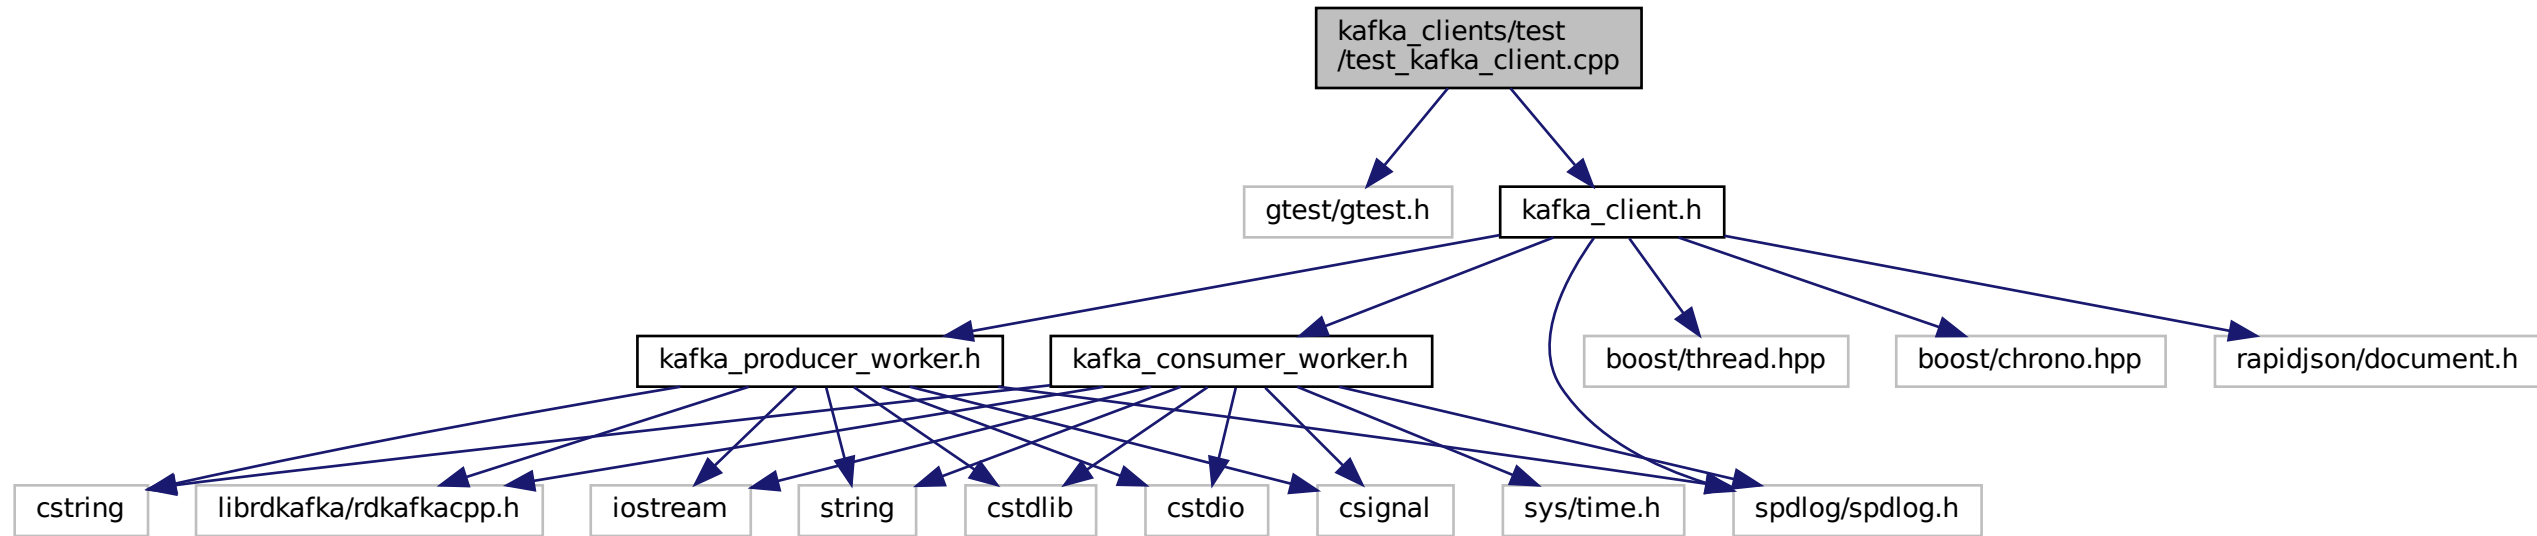 kafka_clients/test
/test_kafka_client.cpp
gtest/gtest.h
kafka_client.h
kafka_producer_worker.h
kafka_consumer_worker.h
boost/thread.hpp
boost/chrono.hpp
rapidjson/document.h
cstring
librdkafka/rdkafkacpp.h
iostream
string
cstdlib
cstdio
csignal
sys/time.h
spdlog/spdlog.h